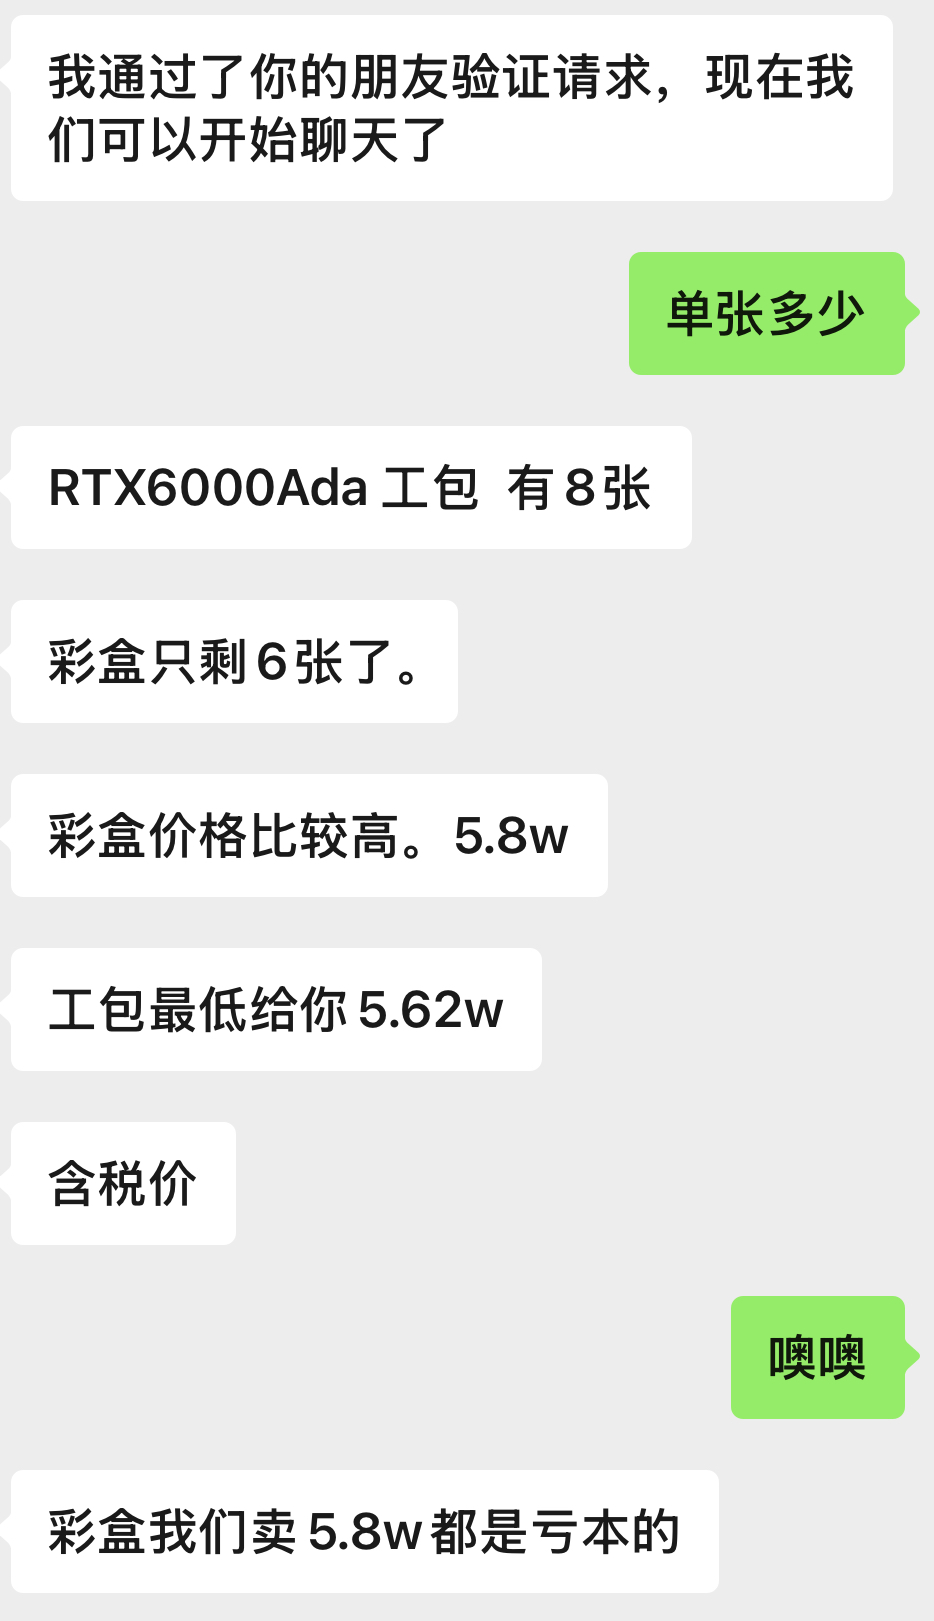 我通过了你的朋友验证请求，现在我
们可以开始聊天了
单张多少
RTX6000Ada 工包 有8张
彩盒只剩6张了。
彩盒价格比较高。5.8w
工包最低给你5.62w
含税价
噢噢
彩盒我们卖5.8w都是亏本的